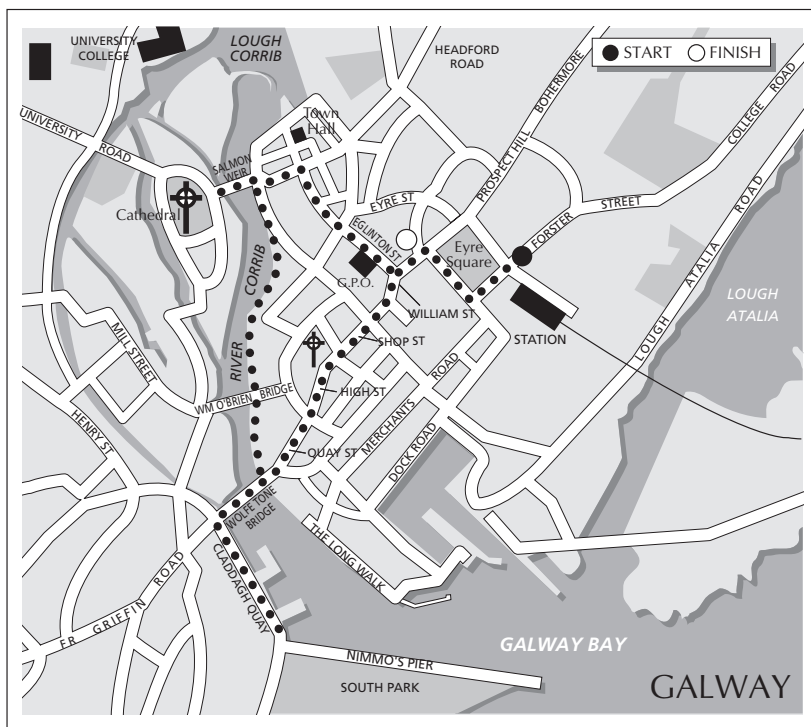 UNIVERSITY
COLLEGE
LOUGH
CORRIB
HEADFORD
ROAD
START
FINISH
UNIVERSITY ROAD
Town
Hall
SALMON
WEIR
PROSPECT HILL
BOHERMORE
COLLEGE ROAD
Cathedral
EYRE ST
EGLINTON ST
FORSTER STREET
Eyre
Square
G.P.O.
LOUGH ATALIA ROAD
LOUGH
ATALIA
RIVER CORRIB
WILLIAM ST
STATION
SHOP ST
MILL STREET
HIGH ST
MERCHANTS ROAD
WM O'BRIEN BRIDGE
HENRY ST
QUAY ST
DOCK ROAD
WOLFE TONE
BRIDGE
THE LONG WALK
CLADDAGH QUAY
FR GRIFFIN ROAD
GALWAY BAY
NIMMO'S PIER
SOUTH PARK
GALWAY